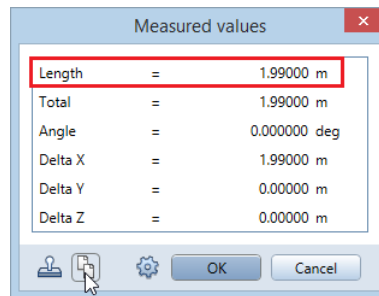 Measured values
Length = 1.99000 m
Total = 1.99000 m
Angle = 0.000000 deg
Delta X = 1.99000 m
Delta Y = 0.00000 m
Delta Z = 0.00000 m
OK Cancel